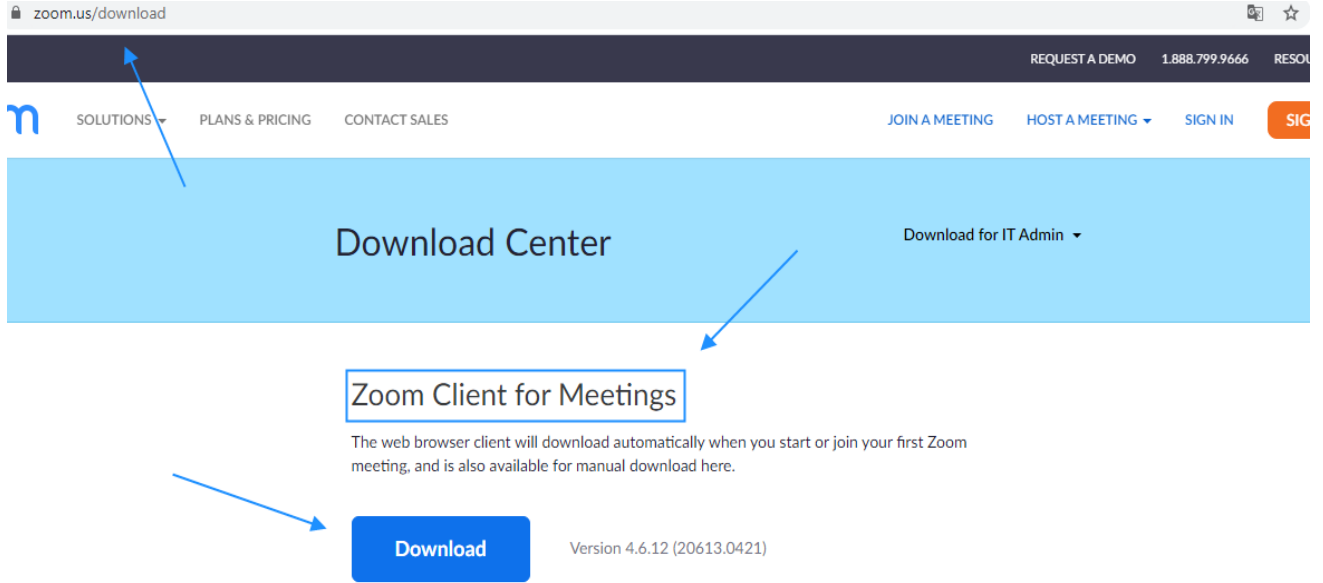 zoom.us/download
REQUEST A DEMO 1.888.799.9666 RESOU
m SOLUTIONS PLANS & PRICING CONTACT SALES JOIN A MEETING HOST A MEETING SIGN IN SIG
Download Center Download for IT Admin
Zoom Client for Meetings
The web browser client will download automatically when you start or join your first Zoom
meeting, and is also available for manual download here.
Download Version 4.6.12 (20613.0421)